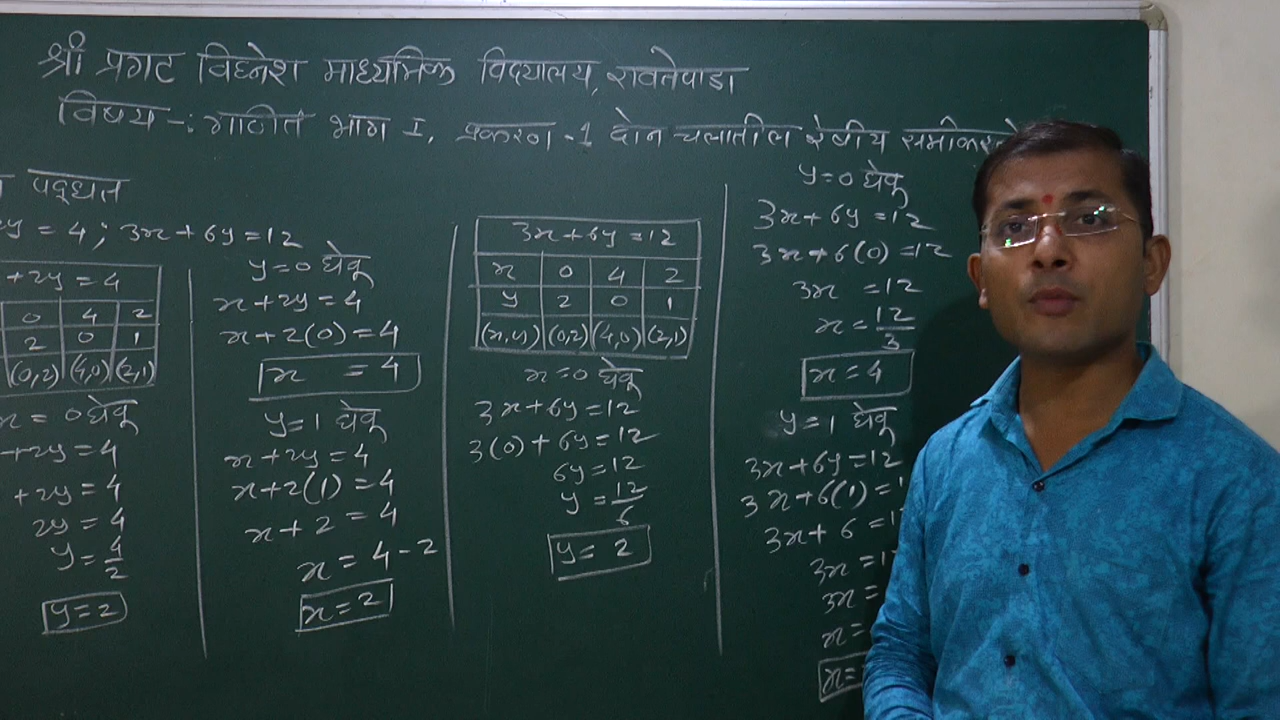 श्री प्रगट विघ्नेश माध्यमिक विद्यालय, रावतेपाडा
विषय -: गणित भाग I, प्रकरण -1 दोन चलातील रेषीय समीकरणे
पद्धत
y = 4 ; 3x + 6y = 12
+ 2y = 4
0 4 2
2 0 1
(0,2) (4,0) (2,1)
x = 0 घेवू
+ 2y = 4
+ 2y = 4
2y = 4
y = 4/2
y = 2
y = 0 घेवू
x + 2y = 4
x + 2(0) = 4
x = 4
y = 1 घेवू
x + 2y = 4
x + 2(1) = 4
x + 2 = 4
x = 4 - 2
x = 2
3x + 6y = 12
x 0 4 2
y 2 0 1
(x,y) (0,2) (4,0) (2,1)
x = 0 घेवू
3x + 6y = 12
3(0) + 6y = 12
6y = 12
y = 12/6
y = 2
y = 0 घेवू
3x + 6y = 12
3x + 6(0) = 12
3x = 12
x = 12/3
x = 4
y = 1 घेवू
3x + 6y = 12
3x + 6(1) =
3x + 6 =
3x =
3x =
x =
x =